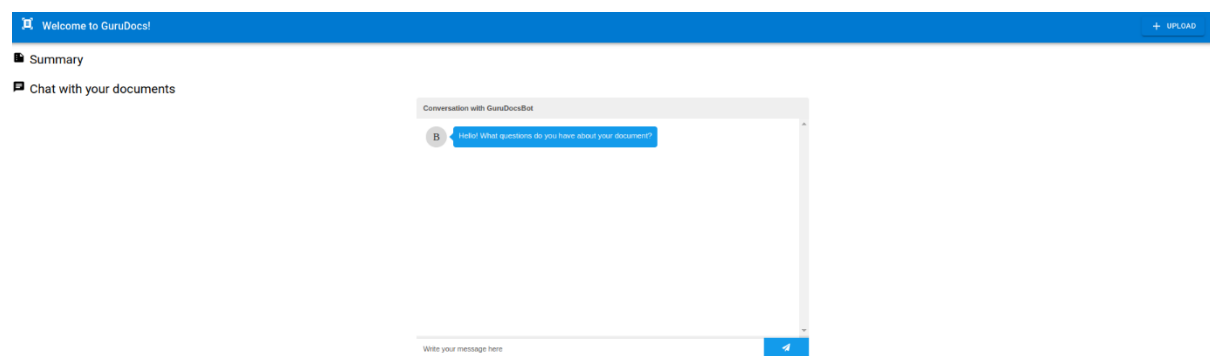 Welcome to GuruDocs!
+ UPLOAD
Summary
Chat with your documents
Conversation with GuruDocsBot
B
Hello! What questions do you have about your document?
Write your message here